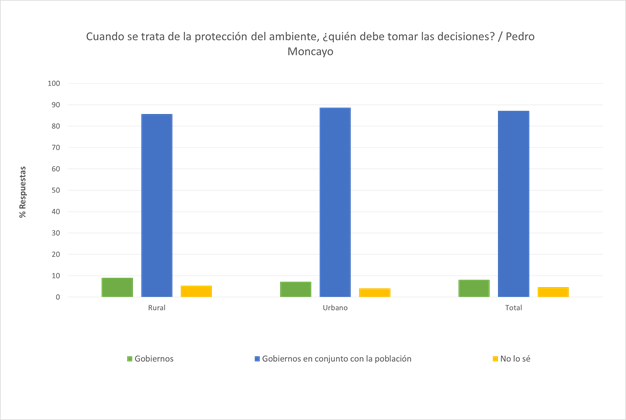 Cuando se trata de la protección del ambiente, ¿quién debe tomar las decisiones? / Pedro
Moncayo
% Respuestas
100
90
80
70
60
50
40
30
20
10
0
Rural
Urbano
Total
Gobiernos
Gobiernos en conjunto con la población
No lo sé